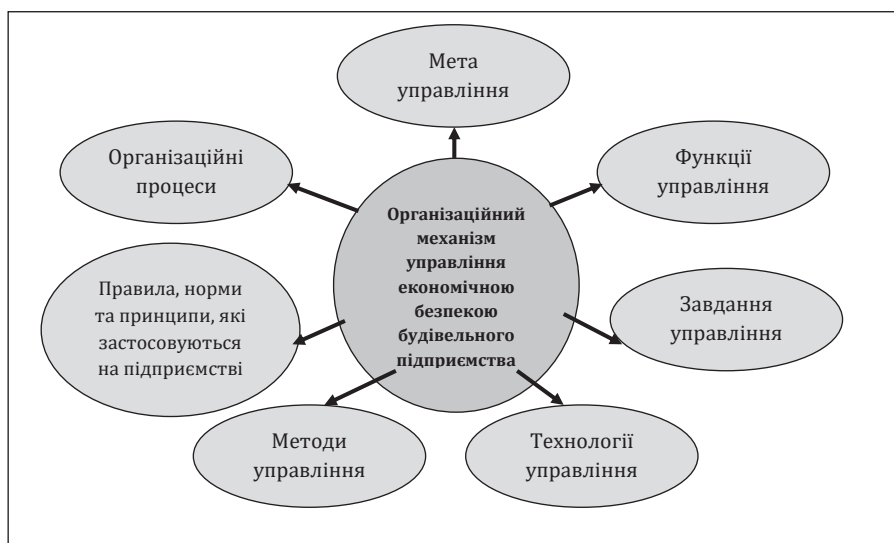 Мета
управління
Організаційні
процеси
Функції
управління
Організаційний
механізм
управління
економічною
безпекою
будівельного
підприємства
Правила, норми
та принципи, які
застосовуються
на підприємстві
Завдання
управління
Методи
управління
Технології
управління